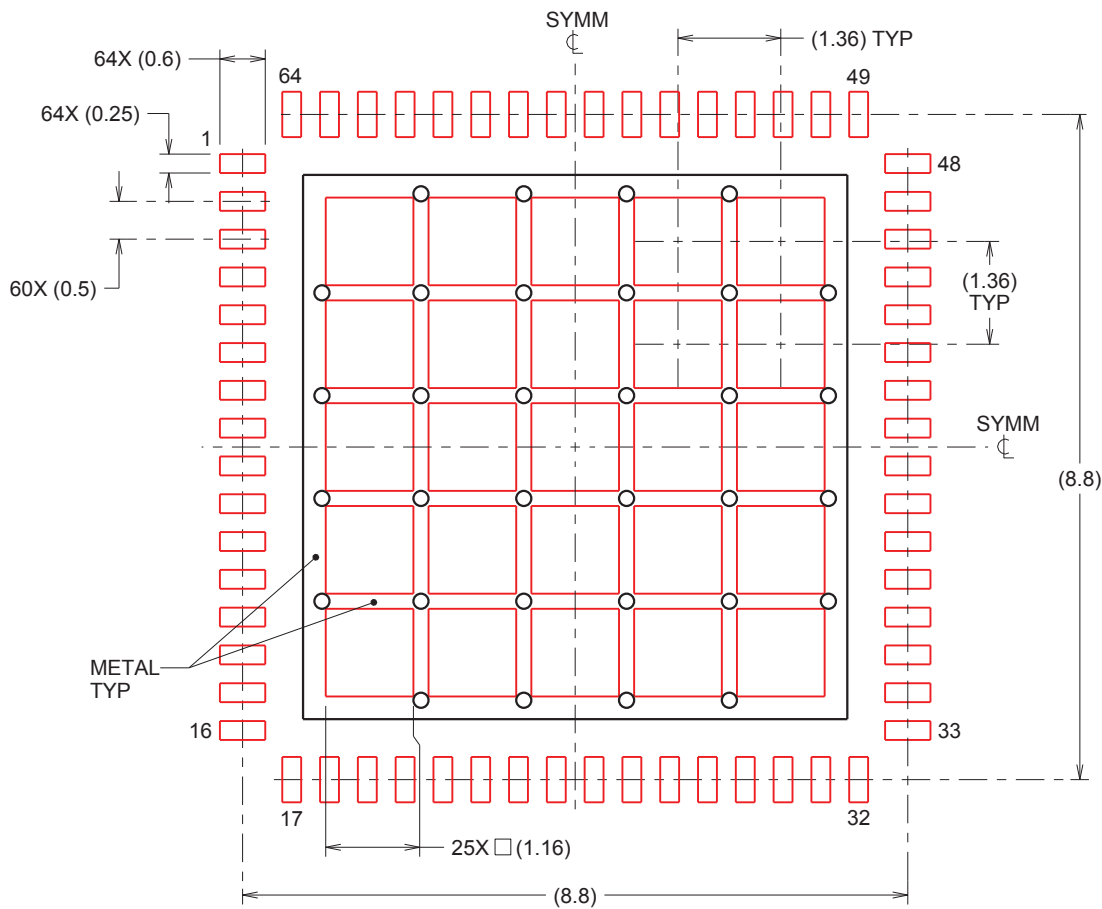 SYMM
℄
(1.36) TYP
64X (0.6)
64
49
64X (0.25)
1
48
60X (0.5)
(1.36)
TYP
SYMM
℄
(8.8)
METAL
TYP
16
33
17
32
25X □ (1.16)
(8.8)